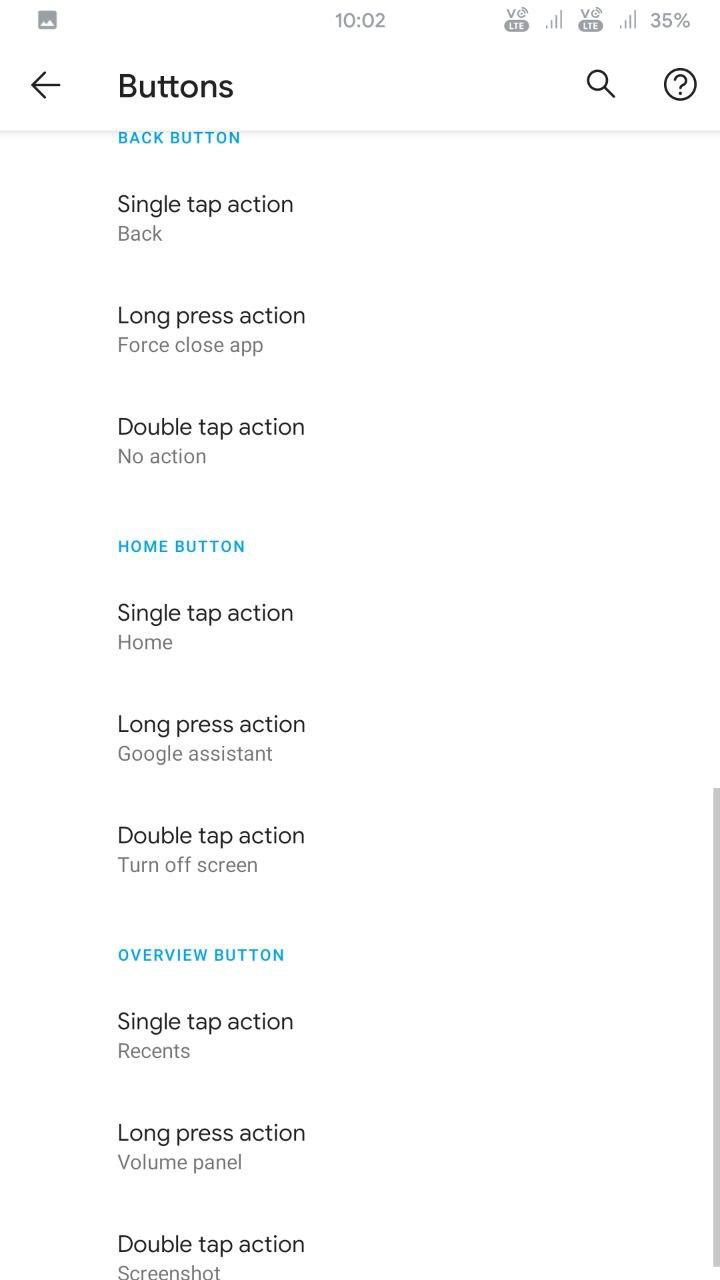 10:02
VO LTE
VO LTE
35%
Buttons
BACK BUTTON
Single tap action
Back
Long press action
Force close app
Double tap action
No action
HOME BUTTON
Single tap action
Home
Long press action
Google assistant
Double tap action
Turn off screen
OVERVIEW BUTTON
Single tap action
Recents
Long press action
Volume panel
Double tap action
Screenshot